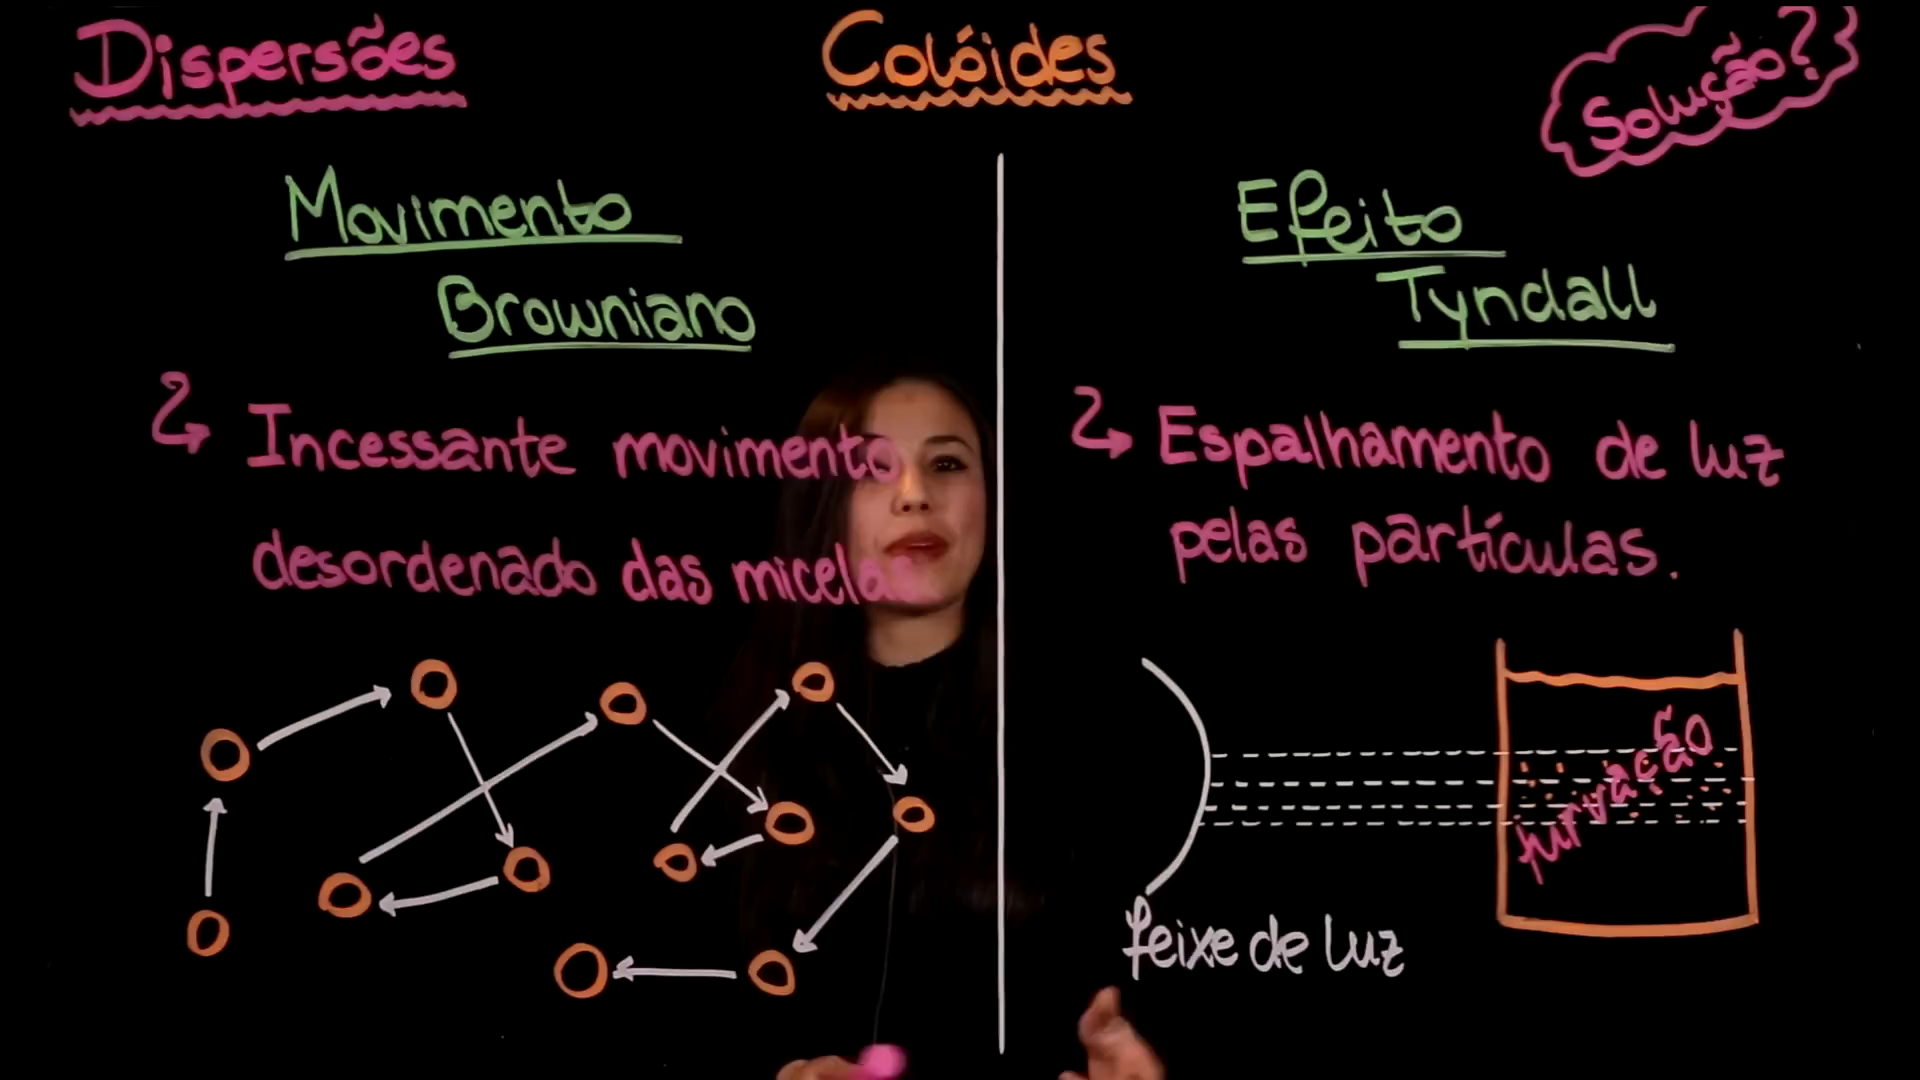 Dispersões
Colóides
Solução?
Movimento
Browniano
Incessante movimento
desordenado das micelas
Efeito
Tyndall
Espalhamento de luz
pelas partículas.
turvação
feixe de luz